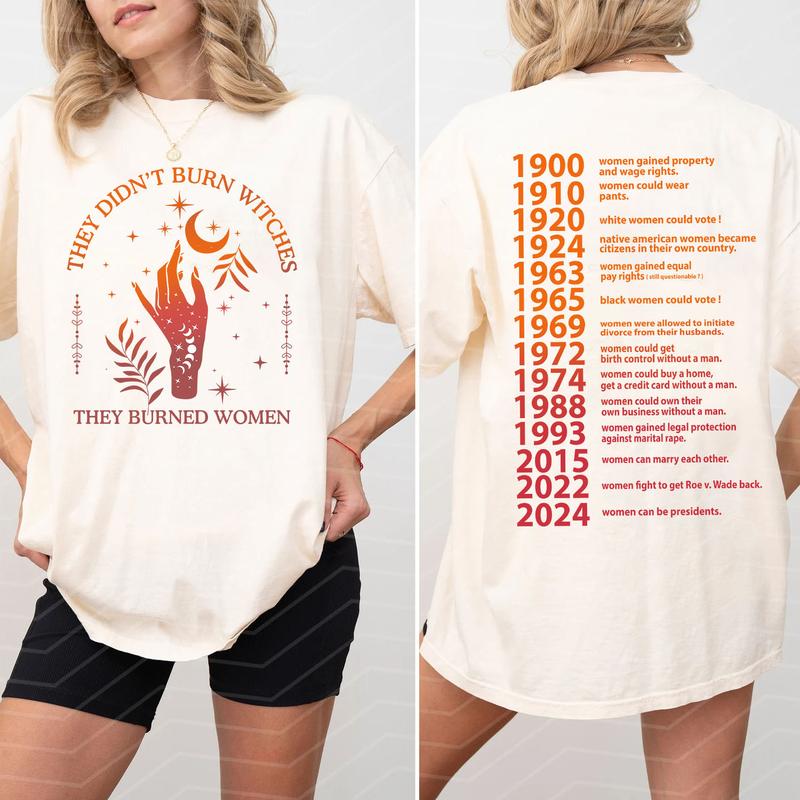 THEY DIDN'T BURN WITCHES
THEY BURNED WOMEN
1900 women gained property
and wage rights.
1910 women could wear
pants.
1920 white women could vote !
1924 native american women became
citizens in their own country.
1963 women gained equal
pay rights ( still questionable ? )
1965 black women could vote !
1969 women were allowed to initiate
divorce from their husbands.
1972 women could get
birth control without a man.
1974 women could buy a home,
get a credit card without a man.
1988 women could own their
own business without a man.
1993 women gained legal protection
against marital rape.
2015 women can marry each other.
2022 women fight to get Roe v. Wade back.
2024 women can be presidents.